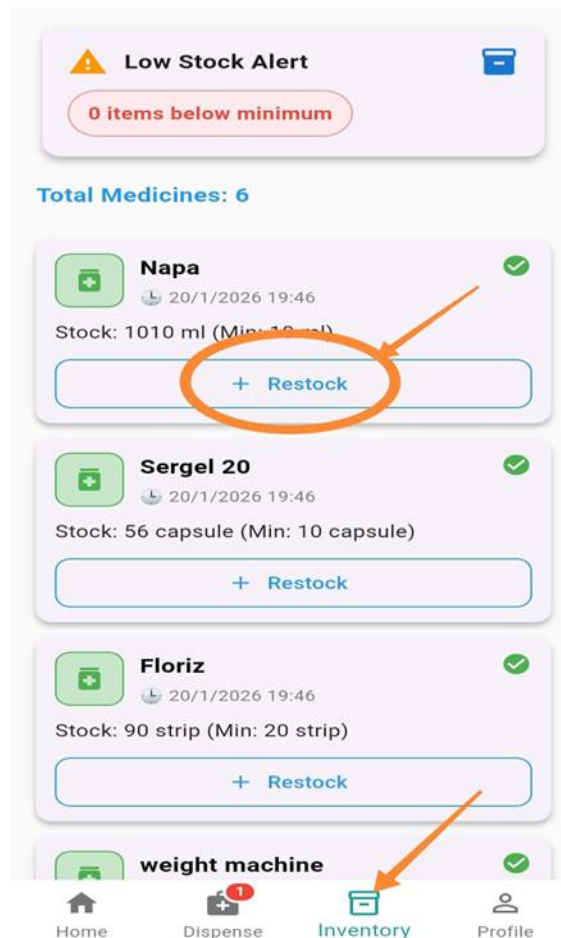 Low Stock Alert
0 items below minimum
Total Medicines: 6
Napa
20/1/2026 19:46
Stock: 1010 ml (Min: 10 ml)
+ Restock
Sergel 20
20/1/2026 19:46
Stock: 56 capsule (Min: 10 capsule)
+ Restock
Floriz
20/1/2026 19:46
Stock: 90 strip (Min: 20 strip)
+ Restock
weight machine
1
Home Dispense Inventory Profile